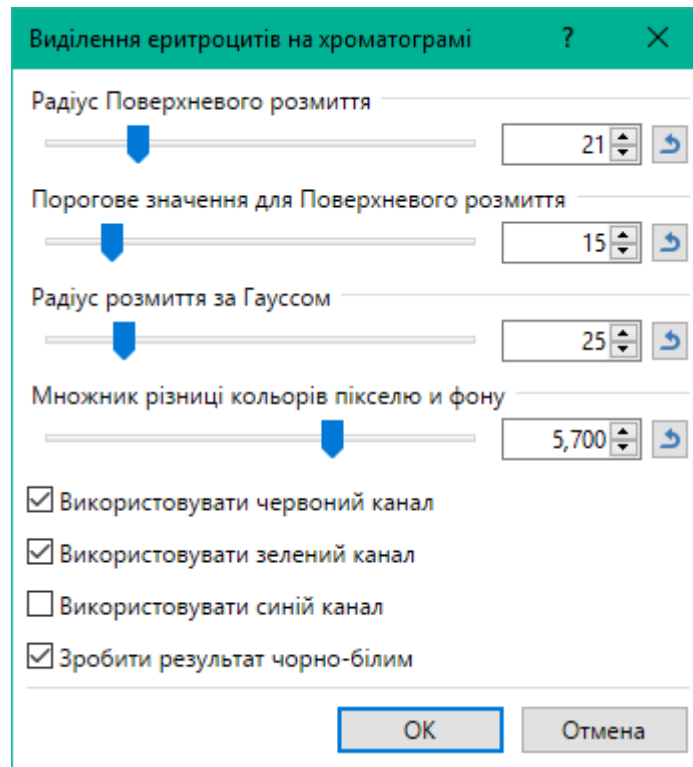 Виділення еритроцитів на хроматограмі ?
Радіус Поверхневого розмиття
21
Порогове значення для Поверхневого розмиття
15
Радіус розмиття за Гауссом
25
Множник різниці кольорів пікселю и фону
5,700
Використовувати червоний канал
Використовувати зелений канал
Використовувати синій канал
Зробити результат чорно-білим
ОК Отмена